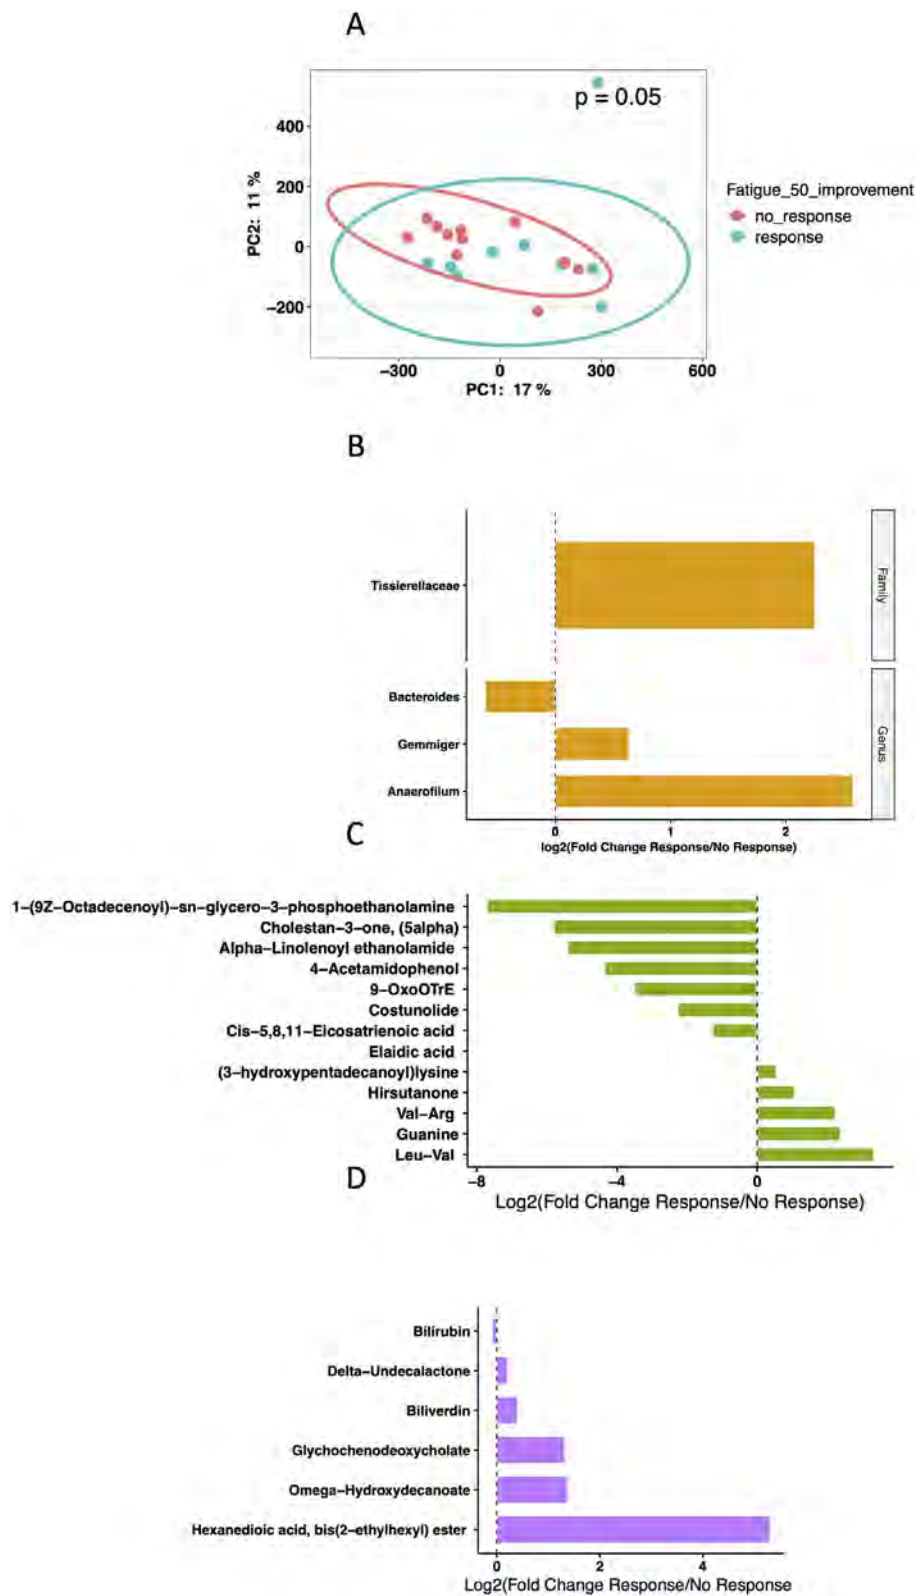 A
p = 0.05
400
200
0
−200
PC2: 11 %
−300 0 300 600
PC1: 17 %
Fatigue_50_improvement
no_response
response
B
Tissierellaceae
Family
Bacteroides
Gemmiger
Anaerofilum
Genus
0 1 2
log2(Fold Change Response/No Response)
C
1−(9Z−Octadecenoyl)−sn−glycero−3−phosphoethanolamine
Cholestan−3−one, (5alpha)
Alpha−Linolenoyl ethanolamide
4−Acetamidophenol
9−OxoOTrE
Costunolide
Cis−5,8,11−Eicosatrienoic acid
Elaidic acid
(3−hydroxypentadecanoyl)lysine
Hirsutanone
Val−Arg
Guanine
Leu−Val
−8 −4 0
Log2(Fold Change Response/No Response)
D
Bilirubin
Delta−Undecalactone
Biliverdin
Glychochenodeoxycholate
Omega−Hydroxydecanoate
Hexanedioic acid, bis(2−ethylhexyl) ester
0 2 4
Log2(Fold Change Response/No Response